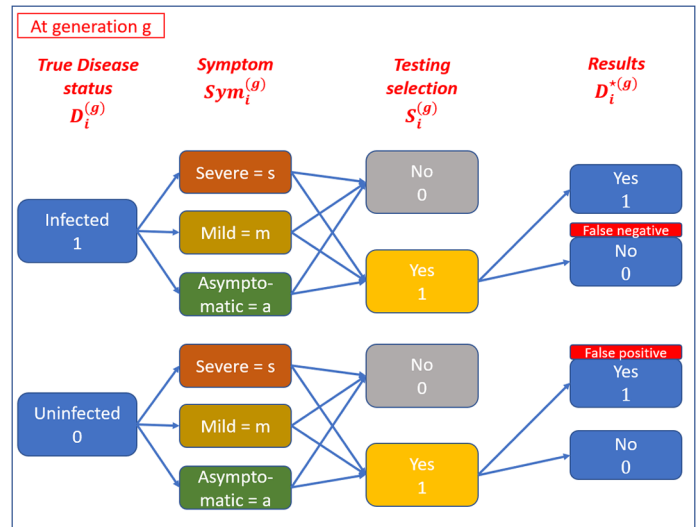 At generation g
True Disease status D_i^(g)
Symptom Sym_i^(g)
Testing selection S_i^(g)
Results D_i^⋆(g)
Infected
1
Severe = s
Mild = m
Asympto-
matic = a
No
0
Yes
1
Yes
1
False negative
No
0
Uninfected
0
Severe = s
Mild = m
Asympto-
matic = a
No
0
Yes
1
False positive
Yes
1
No
0